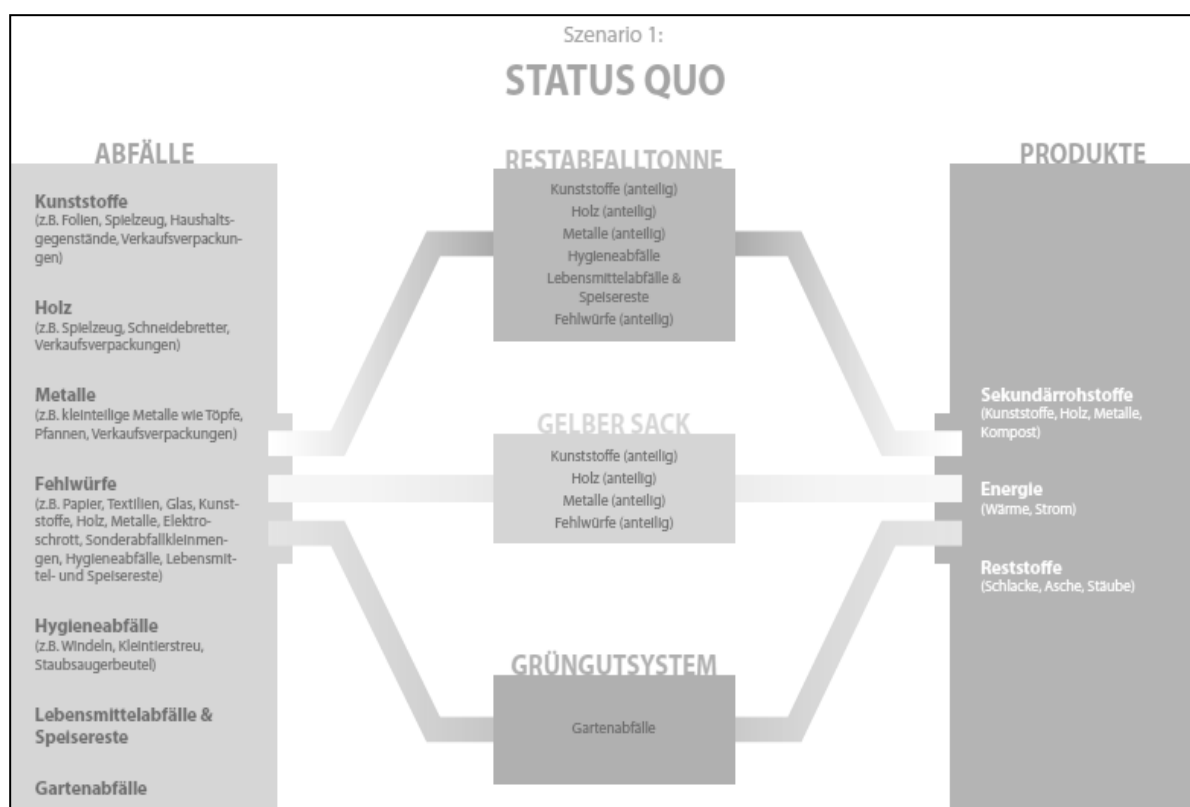 Szenario 1:
STATUS QUO
ABFÄLLE
Kunststoffe
(z.B. Folien, Spielzeug, Haushalts-
gegenstände, Verkaufsverpackun-
gen)
Holz
(z.B. Spielzeug, Schneidebretter,
Verkaufsverpackungen)
Metalle
(z.B. kleinteilige Metalle wie Töpfe,
Pfannen, Verkaufsverpackungen)
Fehlwürfe
(z.B. Papier, Textilien, Glas, Kunst-
stoffe, Holz, Metalle, Elektro-
schrott, Sonderabfallkleinmen-
gen, Hygieneabfälle, Lebensmit-
tel- und Speisereste)
Hygieneabfälle
(z.B. Windeln, Kleintierstreu,
Staubsaugerbeutel)
Lebensmittelabfälle &
Speisereste
Gartenabfälle
RESTABFALLTONNE
Kunststoffe (anteilig)
Holz (anteilig)
Metalle (anteilig)
Hygieneabfälle
Lebensmittelabfälle &
Speisereste
Fehlwürfe (anteilig)
GELBER SACK
Kunststoffe (anteilig)
Holz (anteilig)
Metalle (anteilig)
Fehlwürfe (anteilig)
GRÜNGUTSYSTEM
Gartenabfälle
PRODUKTE
Sekundärrohstoffe
(Kunststoffe, Holz, Metalle,
Kompost)
Energie
(Wärme, Strom)
Reststoffe
(Schlacke, Asche, Stäube)